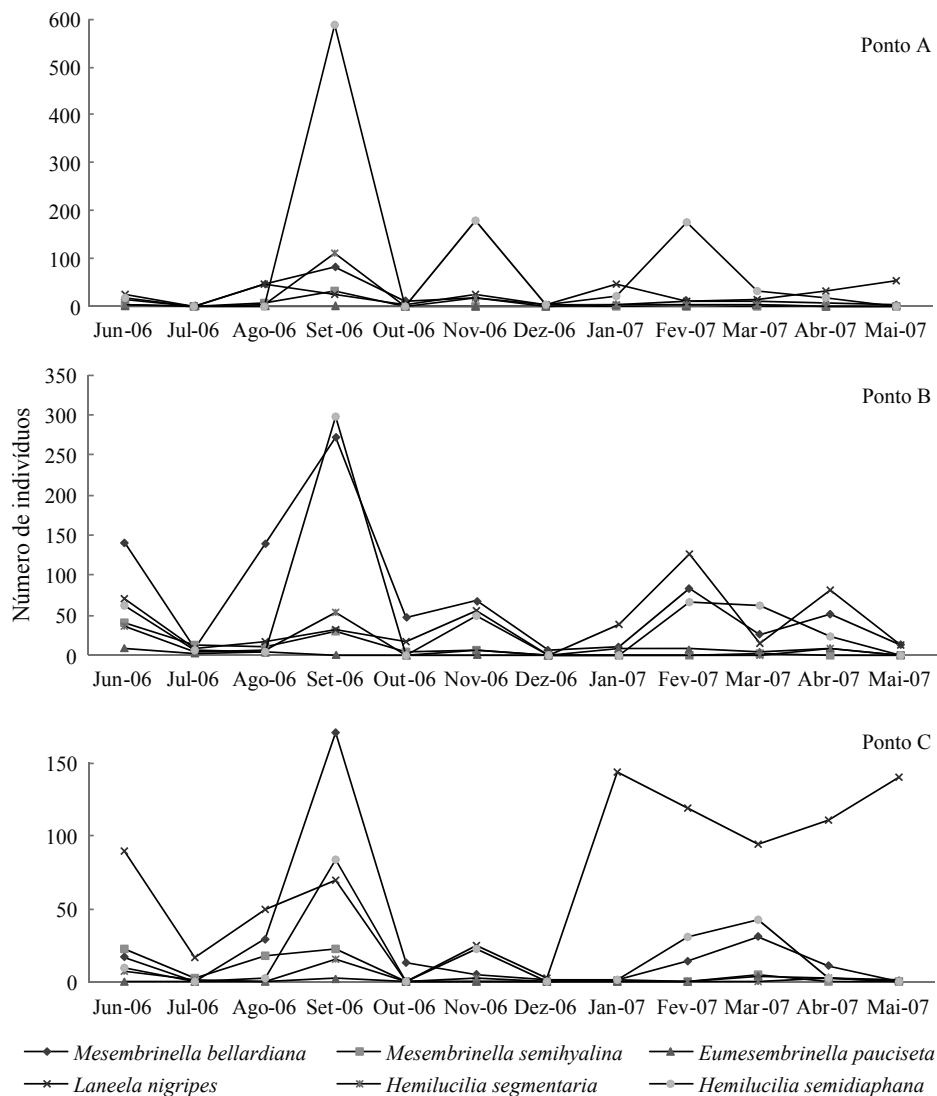 600
Ponto A
500
400
300
200
100
0
Jun-06 Jul-06 Ago-06 Set-06 Out-06 Nov-06 Dez-06 Jan-07 Fev-07 Mar-07 Abr-07 Mai-07
Número de indivíduos
350
Ponto B
300
250
200
150
100
50
0
Jun-06 Jul-06 Ago-06 Set-06 Out-06 Nov-06 Dez-06 Jan-07 Fev-07 Mar-07 Abr-07 Mai-07
Ponto C
150
100
50
0
Jun-06 Jul-06 Ago-06 Set-06 Out-06 Nov-06 Dez-06 Jan-07 Fev-07 Mar-07 Abr-07 Mai-07
Mesembrinella bellardiana Mesembrinella semihyalina Eumesembrinella pauciseta
Laneela nigripes Hemilucilia segmentaria Hemilucilia semidiaphana